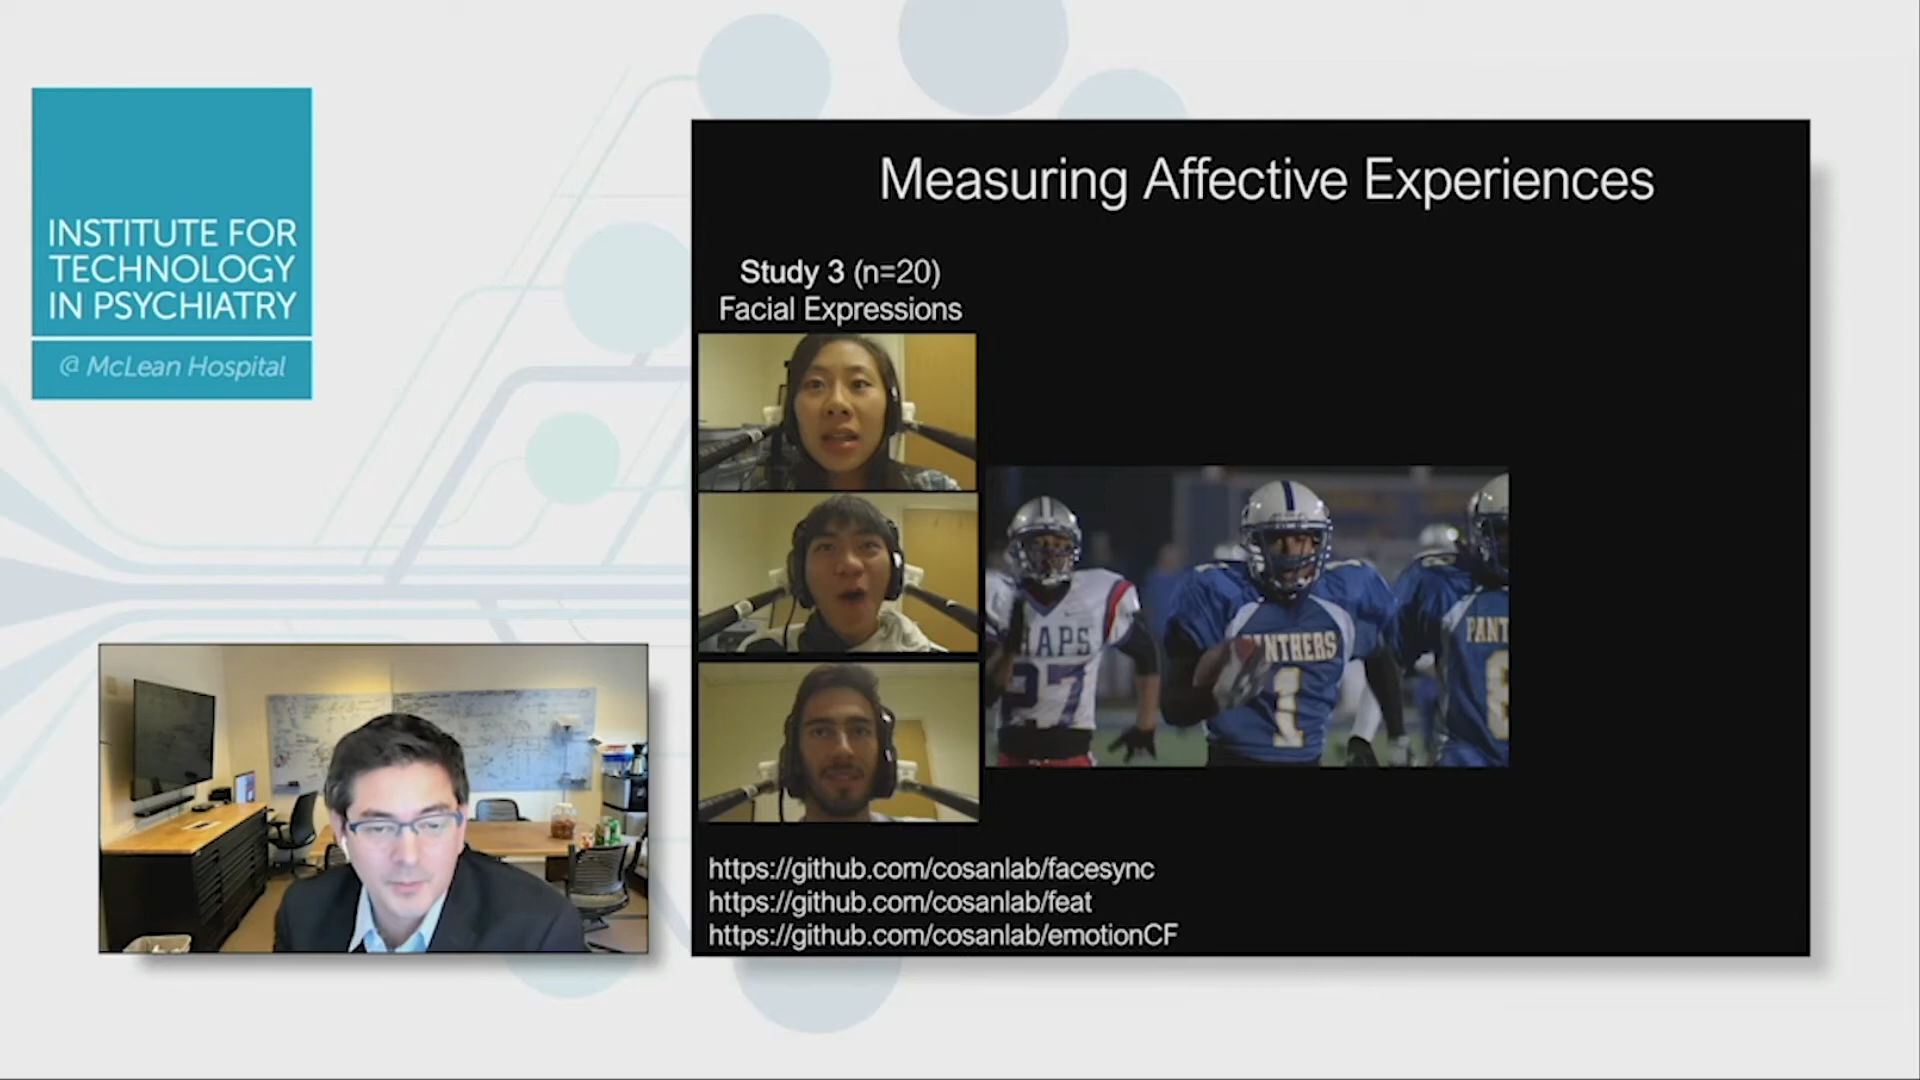 INSTITUTE FOR
TECHNOLOGY
IN PSYCHIATRY
@ McLean Hospital
Measuring Affective Experiences
Study 3 (n=20)
Facial Expressions
HAPS
27
PANTHERS
1
PANT
https://github.com/cosanlab/facesync
https://github.com/cosanlab/feat
https://github.com/cosanlab/emotionCF